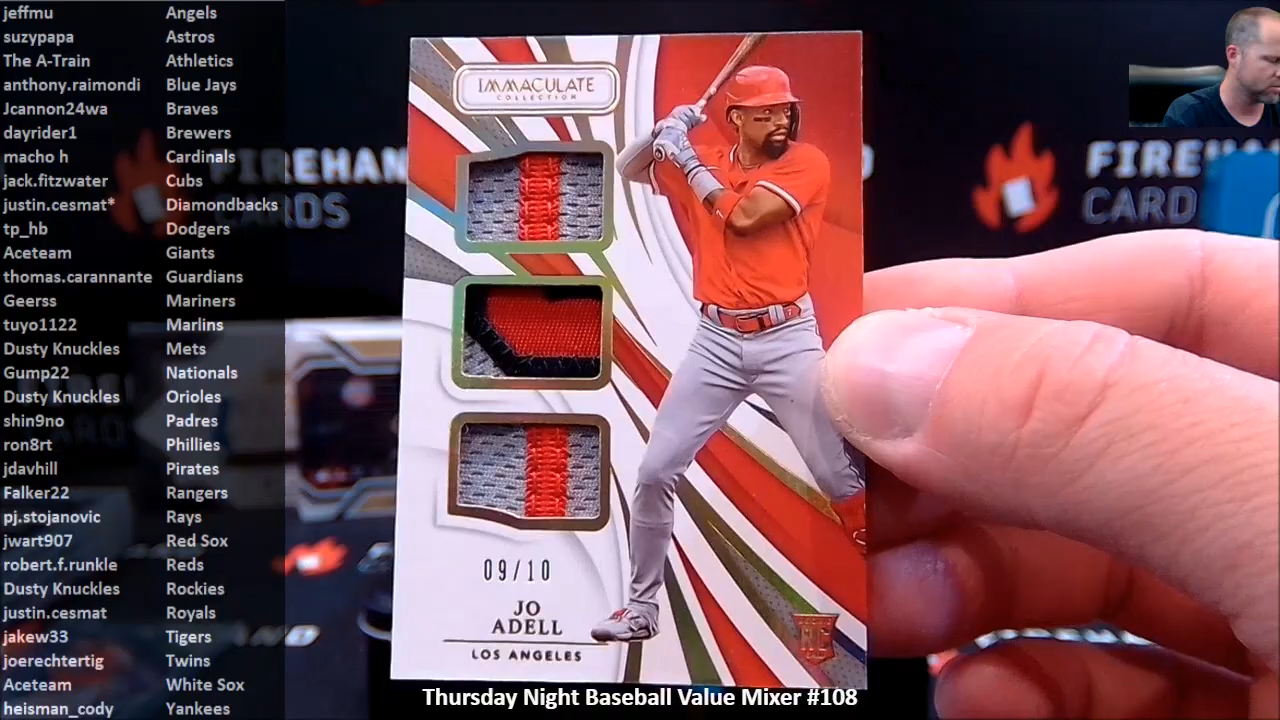 jeffmu Angels
suzypapa Astros
The A-Train Athletics
anthony.raimondi Blue Jays
Jcannon24wa Braves
dayrider1 Brewers
macho h Cardinals
jack.fitzwater Cubs
justin.cesmat* Diamondbacks
tp_hb Dodgers
Aceteam Giants
thomas.carannante Guardians
Geerss Mariners
tuyo1122 Marlins
Dusty Knuckles Mets
Gump22 Nationals
Dusty Knuckles Orioles
shin9no Padres
ron8rt Phillies
jdavhill Pirates
Falker22 Rangers
pj.stojanovic Rays
jwart907 Red Sox
robert.f.runkle Reds
Dusty Knuckles Rockies
justin.cesmat Royals
jakew33 Tigers
joerechtertig Twins
Aceteam White Sox
heisman_cody Yankees
IMMACULATE
COLLECTION
09/10
JO
ADELL
LOS ANGELES
RC
FIREHAN
CARDS
FIREHA
CARD
Thursday Night Baseball Value Mixer #108